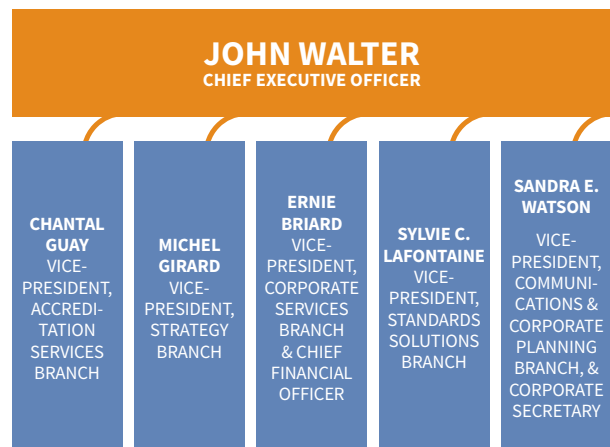 JOHN WALTER
CHIEF EXECUTIVE OFFICER
CHANTAL
GUAY
VICE-
PRESIDENT,
ACCREDI-
TATION
SERVICES
BRANCH
MICHEL
GIRARD
VICE-
PRESIDENT,
STRATEGY
BRANCH
ERNIE
BRIARD
VICE-
PRESIDENT,
CORPORATE
SERVICES
BRANCH
& CHIEF
FINANCIAL
OFFICER
SYLVIE C.
LAFONTAINE
VICE-
PRESIDENT,
STANDARDS
SOLUTIONS
BRANCH
SANDRA E.
WATSON
VICE-
PRESIDENT,
COMMUNI-
CATIONS &
CORPORATE
PLANNING
BRANCH, &
CORPORATE
SECRETARY